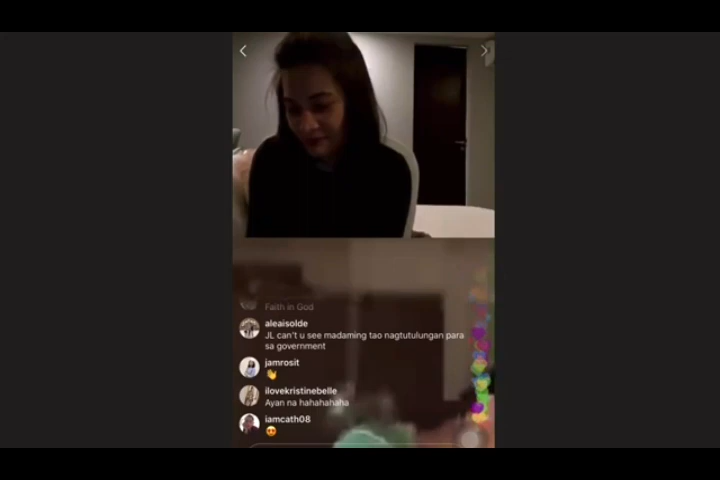 Faith in God
aleaisolde
JL can't u see madaming tao nagtutulungan para
sa government
jamrosit
ilovekristinebelle
Ayan na hahahahaha
iamcath08